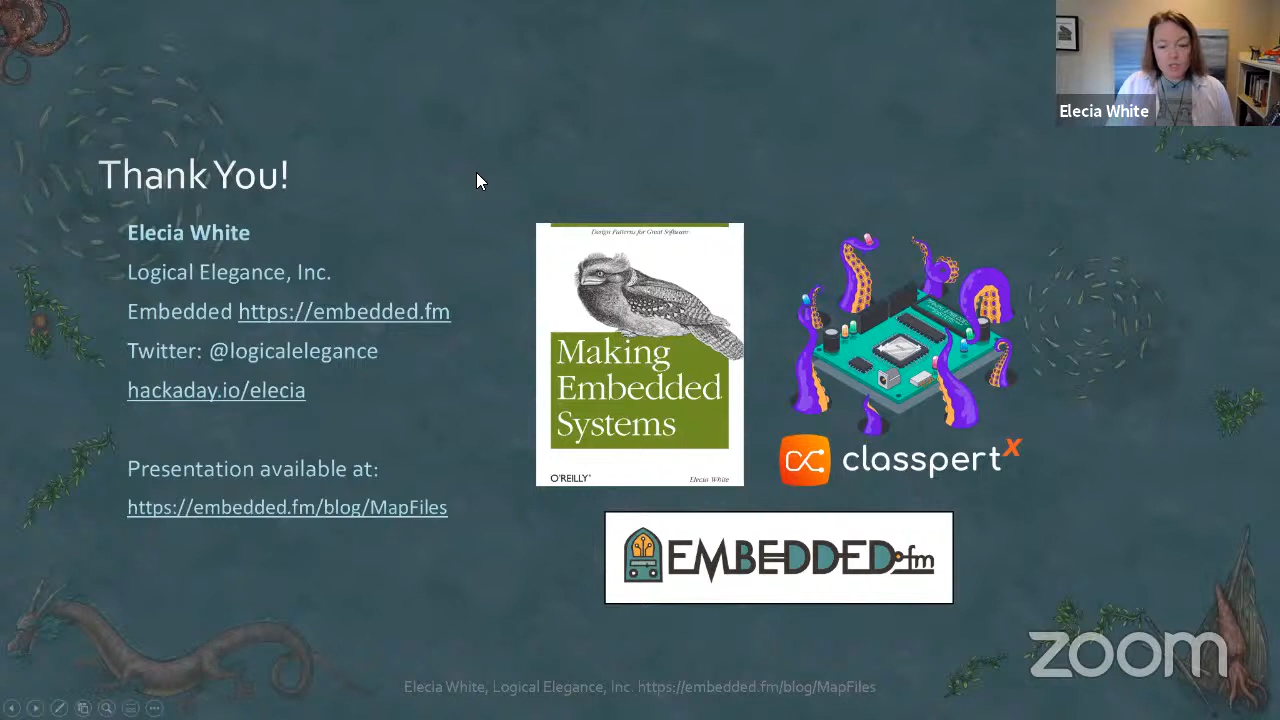 Elecia White
Thank You!
Elecia White
Logical Elegance, Inc.
Embedded https://embedded.fm
Twitter: @logicalelegance
hackaday.io/elecia
Presentation available at:
https://embedded.fm/blog/MapFiles
Design Patterns for Great Software
Making
Embedded
Systems
O'REILLY®
Elecia White
classpertx
EMBEDDED.fm
zoom
Elecia White, Logical Elegance, Inc. https://embedded.fm/blog/MapFiles